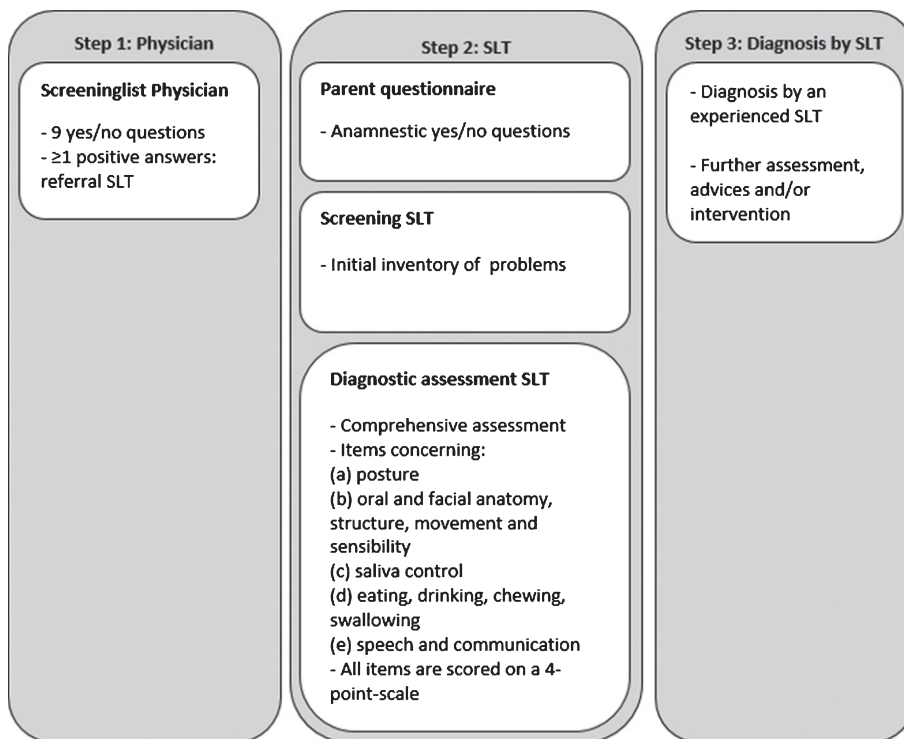 Step 1: Physician
Screeninglist Physician
- 9 yes/no questions
- ≥1 positive answers:
referral SLT
Step 2: SLT
Parent questionnaire
- Anamnestic yes/no questions
Screening SLT
- Initial inventory of  problems
Diagnostic assessment SLT
- Comprehensive assessment
- Items concerning:
(a) posture
(b) oral and facial anatomy,
structure, movement and
sensibility
(c) saliva control
(d) eating, drinking, chewing,
swallowing
(e) speech and communication
- All items are scored on a 4-
point-scale
Step 3: Diagnosis by SLT
- Diagnosis by an
experienced SLT
- Further assessment,
advices and/or
intervention